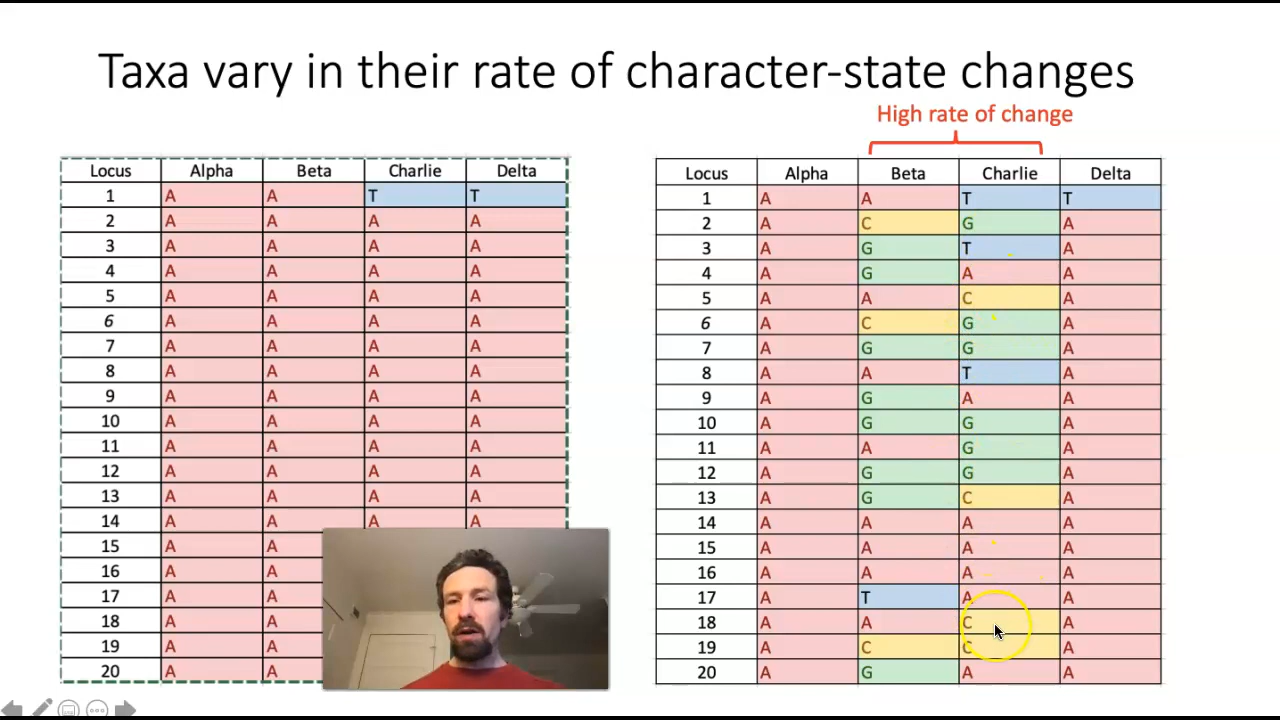 Taxa vary in their rate of character-state changes
High rate of change
Locus Alpha Beta Charlie Delta
1 A A T T
2 A A A A
3 A A A A
4 A A A A
5 A A A A
6 A A A A
7 A A A A
8 A A A A
9 A A A A
10 A A A A
11 A A A A
12 A A A A
13 A A A A
14 A A A A
15 A A
16 A A
17 A A
18 A A
19 A A
20 A A
Locus Alpha Beta Charlie Delta
1 A A T T
2 A C G A
3 A G T A
4 A G A A
5 A A C A
6 A C G A
7 A G G A
8 A A T A
9 A G A A
10 A G G A
11 A A G A
12 A G G A
13 A G C A
14 A A A A
15 A A A A
16 A A A A
17 A T A A
18 A A C A
19 A C C A
20 A G A A